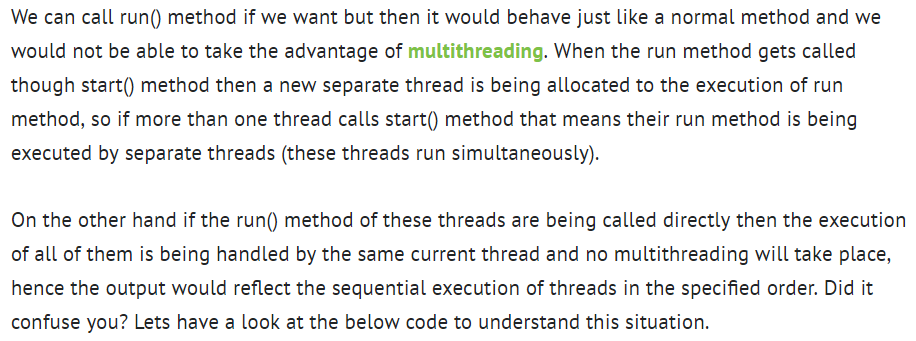 We can call run() method if we want but then it would behave just like a normal method and we
would not be able to take the advantage of multithreading. When the run method gets called
though start() method then a new separate thread is being allocated to the execution of run
method, so if more than one thread calls start() method that means their run method is being
executed by separate threads (these threads run simultaneously).
On the other hand if the run() method of these threads are being called directly then the execution
of all of them is being handled by the same current thread and no multithreading will take place,
hence the output would reflect the sequential execution of threads in the specified order. Did it
confuse you? Lets have a look at the below code to understand this situation.